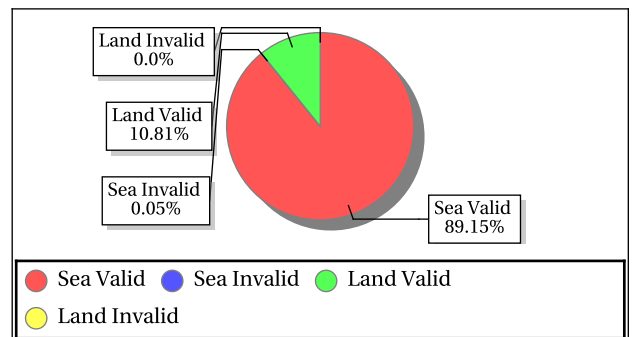 Land Invalid
0.0%
Land Valid
10.81%
Sea Invalid
0.05%
Sea Valid
89.15%
Sea Valid Sea Invalid Land Valid
Land Invalid